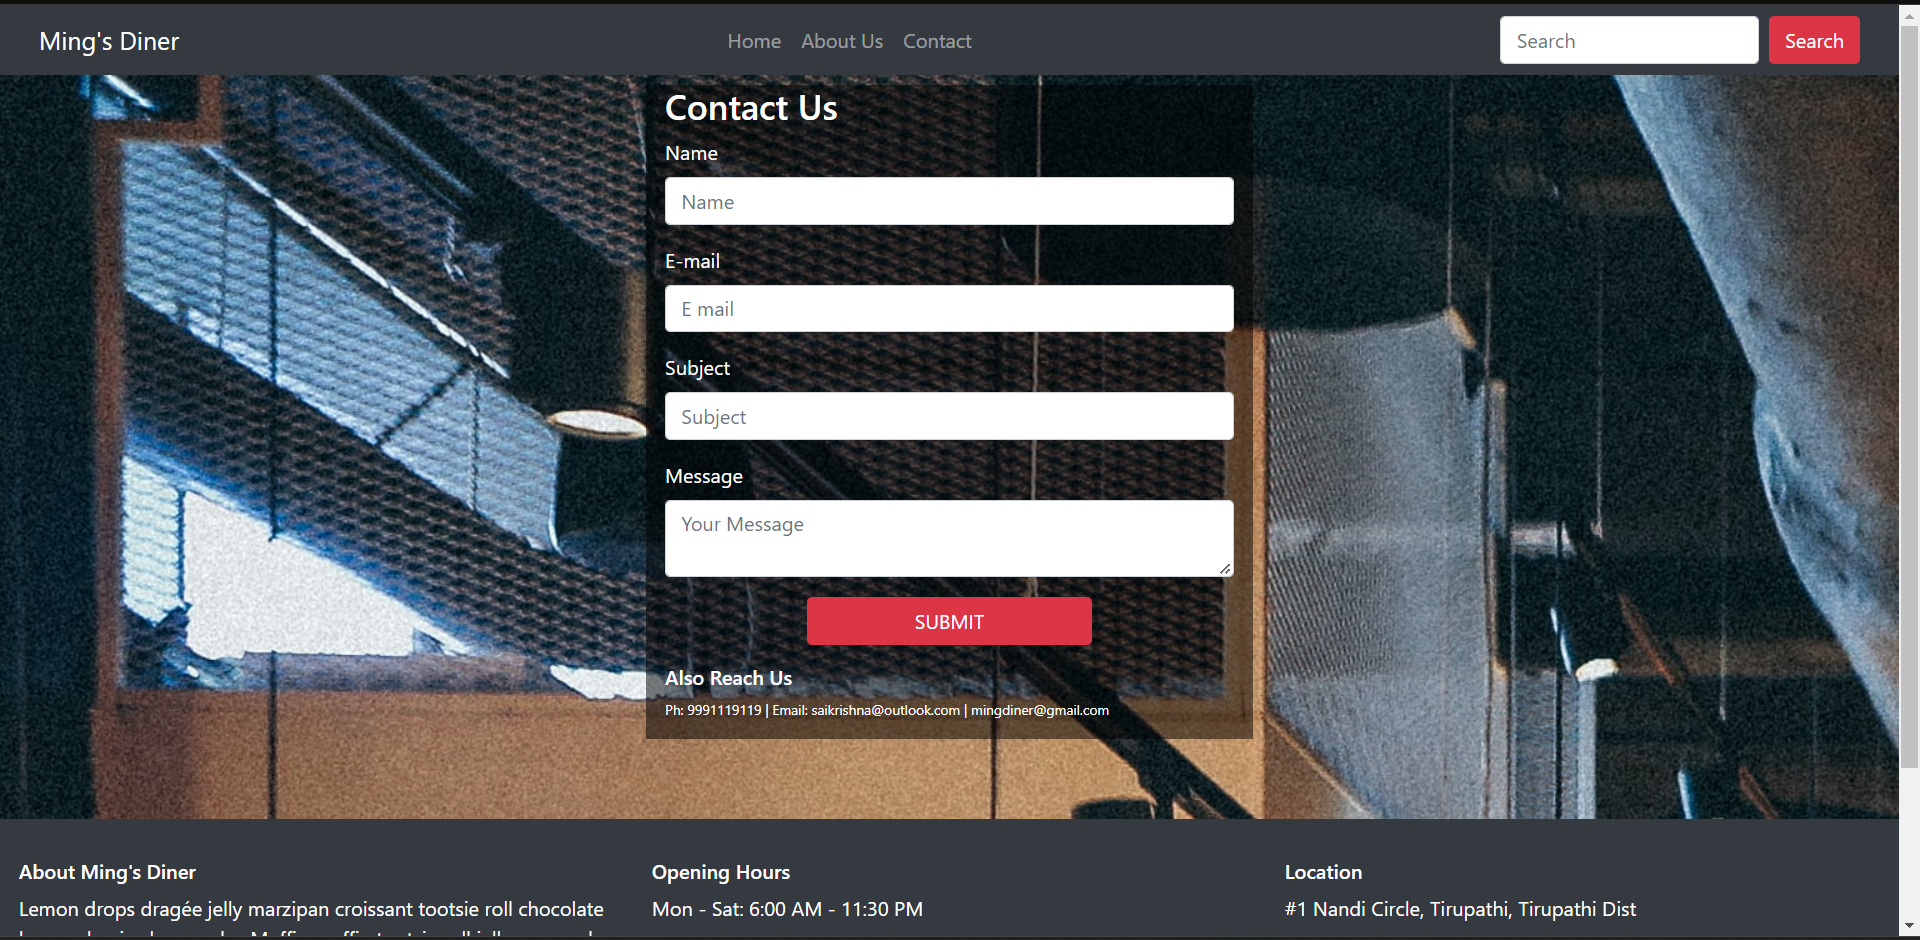 Ming's Diner
Home About Us Contact
Search Search
Contact Us
Name
Name
E-mail
E mail
Subject
Subject
Message
Your Message
SUBMIT
Also Reach Us
Ph: 9991119119 | Email: saikrishna@outlook.com | mingdiner@gmail.com
About Ming's Diner
Lemon drops dragée jelly marzipan croissant tootsie roll chocolate
Opening Hours
Mon - Sat: 6:00 AM - 11:30 PM
Location
#1 Nandi Circle, Tirupathi, Tirupathi Dist